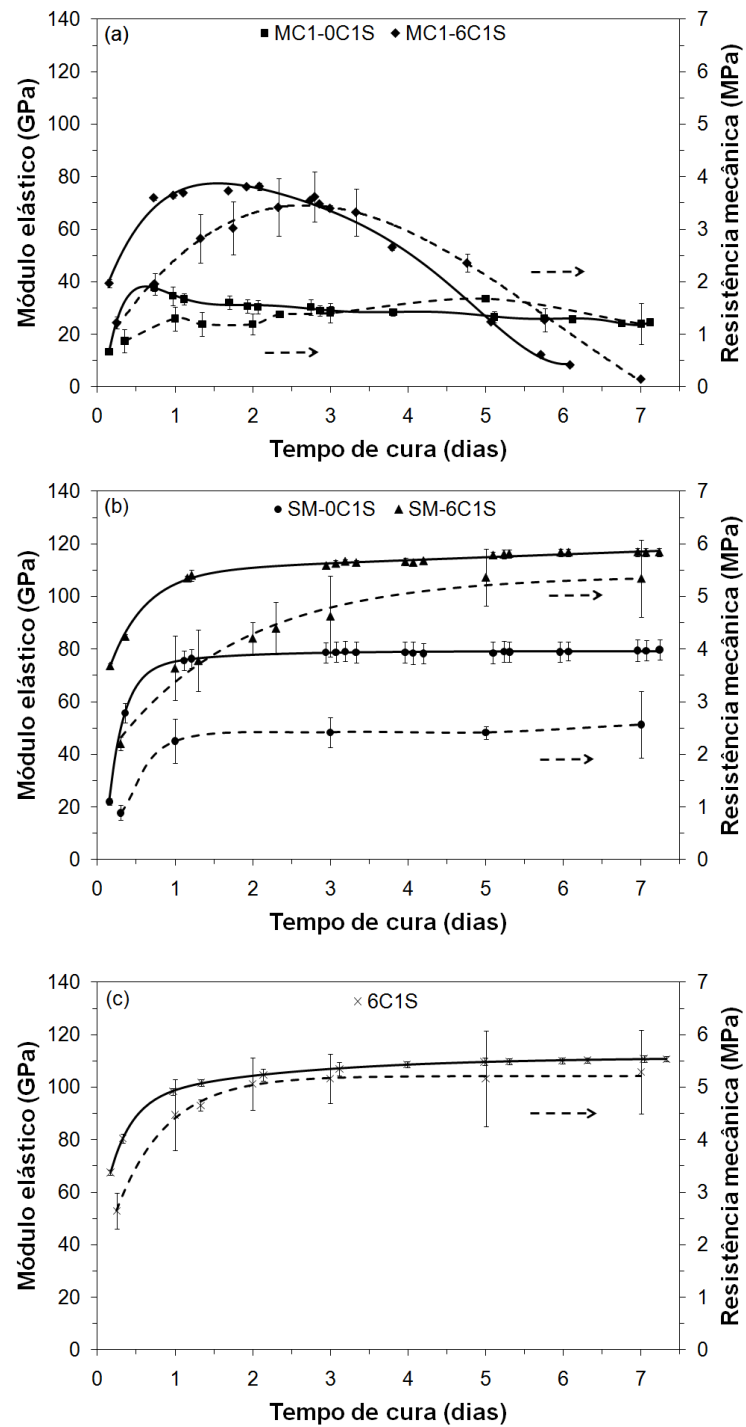 (a)
MC1-0C1S MC1-6C1S
Módulo elástico (GPa)
140
120
100
80
60
40
20
0
7
6
5
4
3
2
1
0
Resistência mecânica (MPa)
0 1 2 3 4 5 6 7
Tempo de cura (dias)
(b)
SM-0C1S SM-6C1S
Módulo elástico (GPa)
140
120
100
80
60
40
20
0
7
6
5
4
3
2
1
0
Resistência mecânica (MPa)
0 1 2 3 4 5 6 7
Tempo de cura (dias)
(c)
6C1S
Módulo elástico (GPa)
140
120
100
80
60
40
20
0
7
6
5
4
3
2
1
0
Resistência mecânica (MPa)
0 1 2 3 4 5 6 7
Tempo de cura (dias)